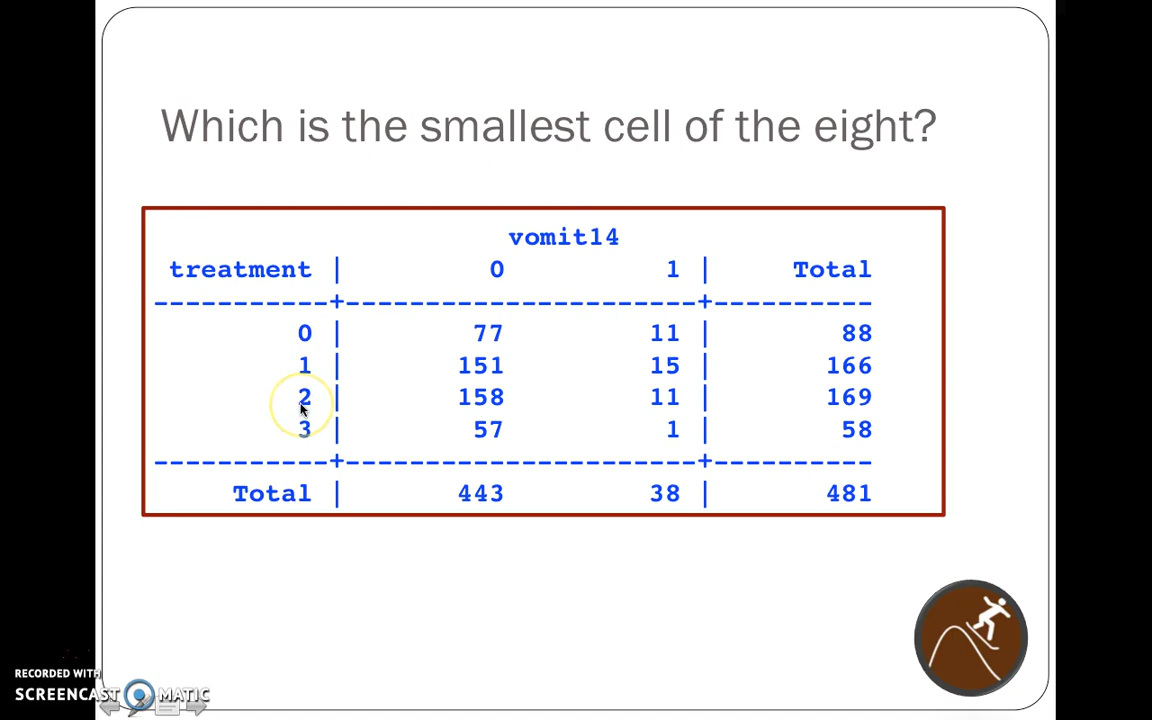 Which is the smallest cell of the eight?
vomit14
treatment | 0 1 | Total
-----------+----------------------+----------
0 | 77 11 | 88
1 | 151 15 | 166
2 | 158 11 | 169
3 | 57 1 | 58
-----------+----------------------+----------
Total | 443 38 | 481
RECORDED WITH
SCREENCAST MATIC